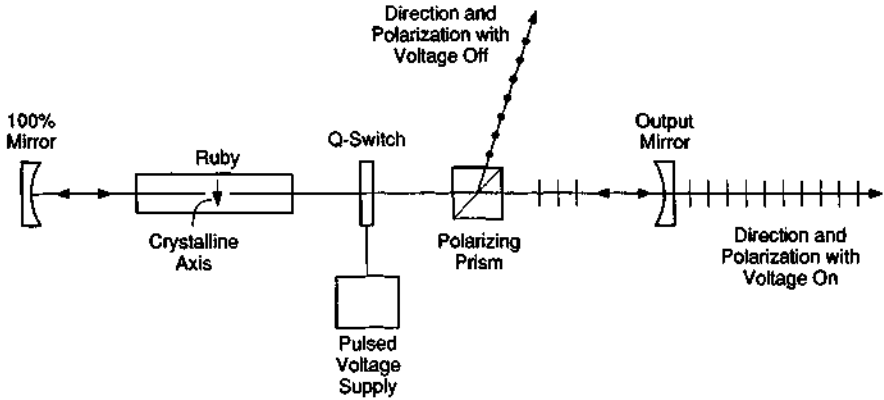 Direction and
Polarization with
Voltage Off
100%
Mirror
Ruby
Q-Switch
Output
Mirror
Crystalline
Axis
Polarizing
Prism
Direction and
Polarization with
Voltage On
Pulsed
Voltage
Supply